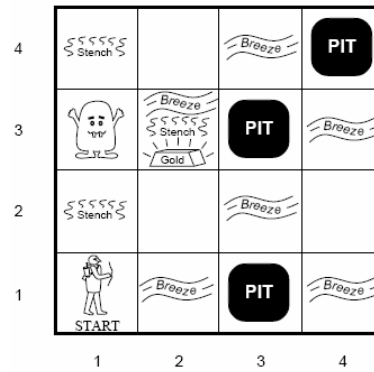 4
Stench
Breeze
PIT
3
Breeze
Stench
Gold
PIT
Breeze
2
Stench
Breeze
1
START
Breeze
PIT
Breeze
1 2 3 4